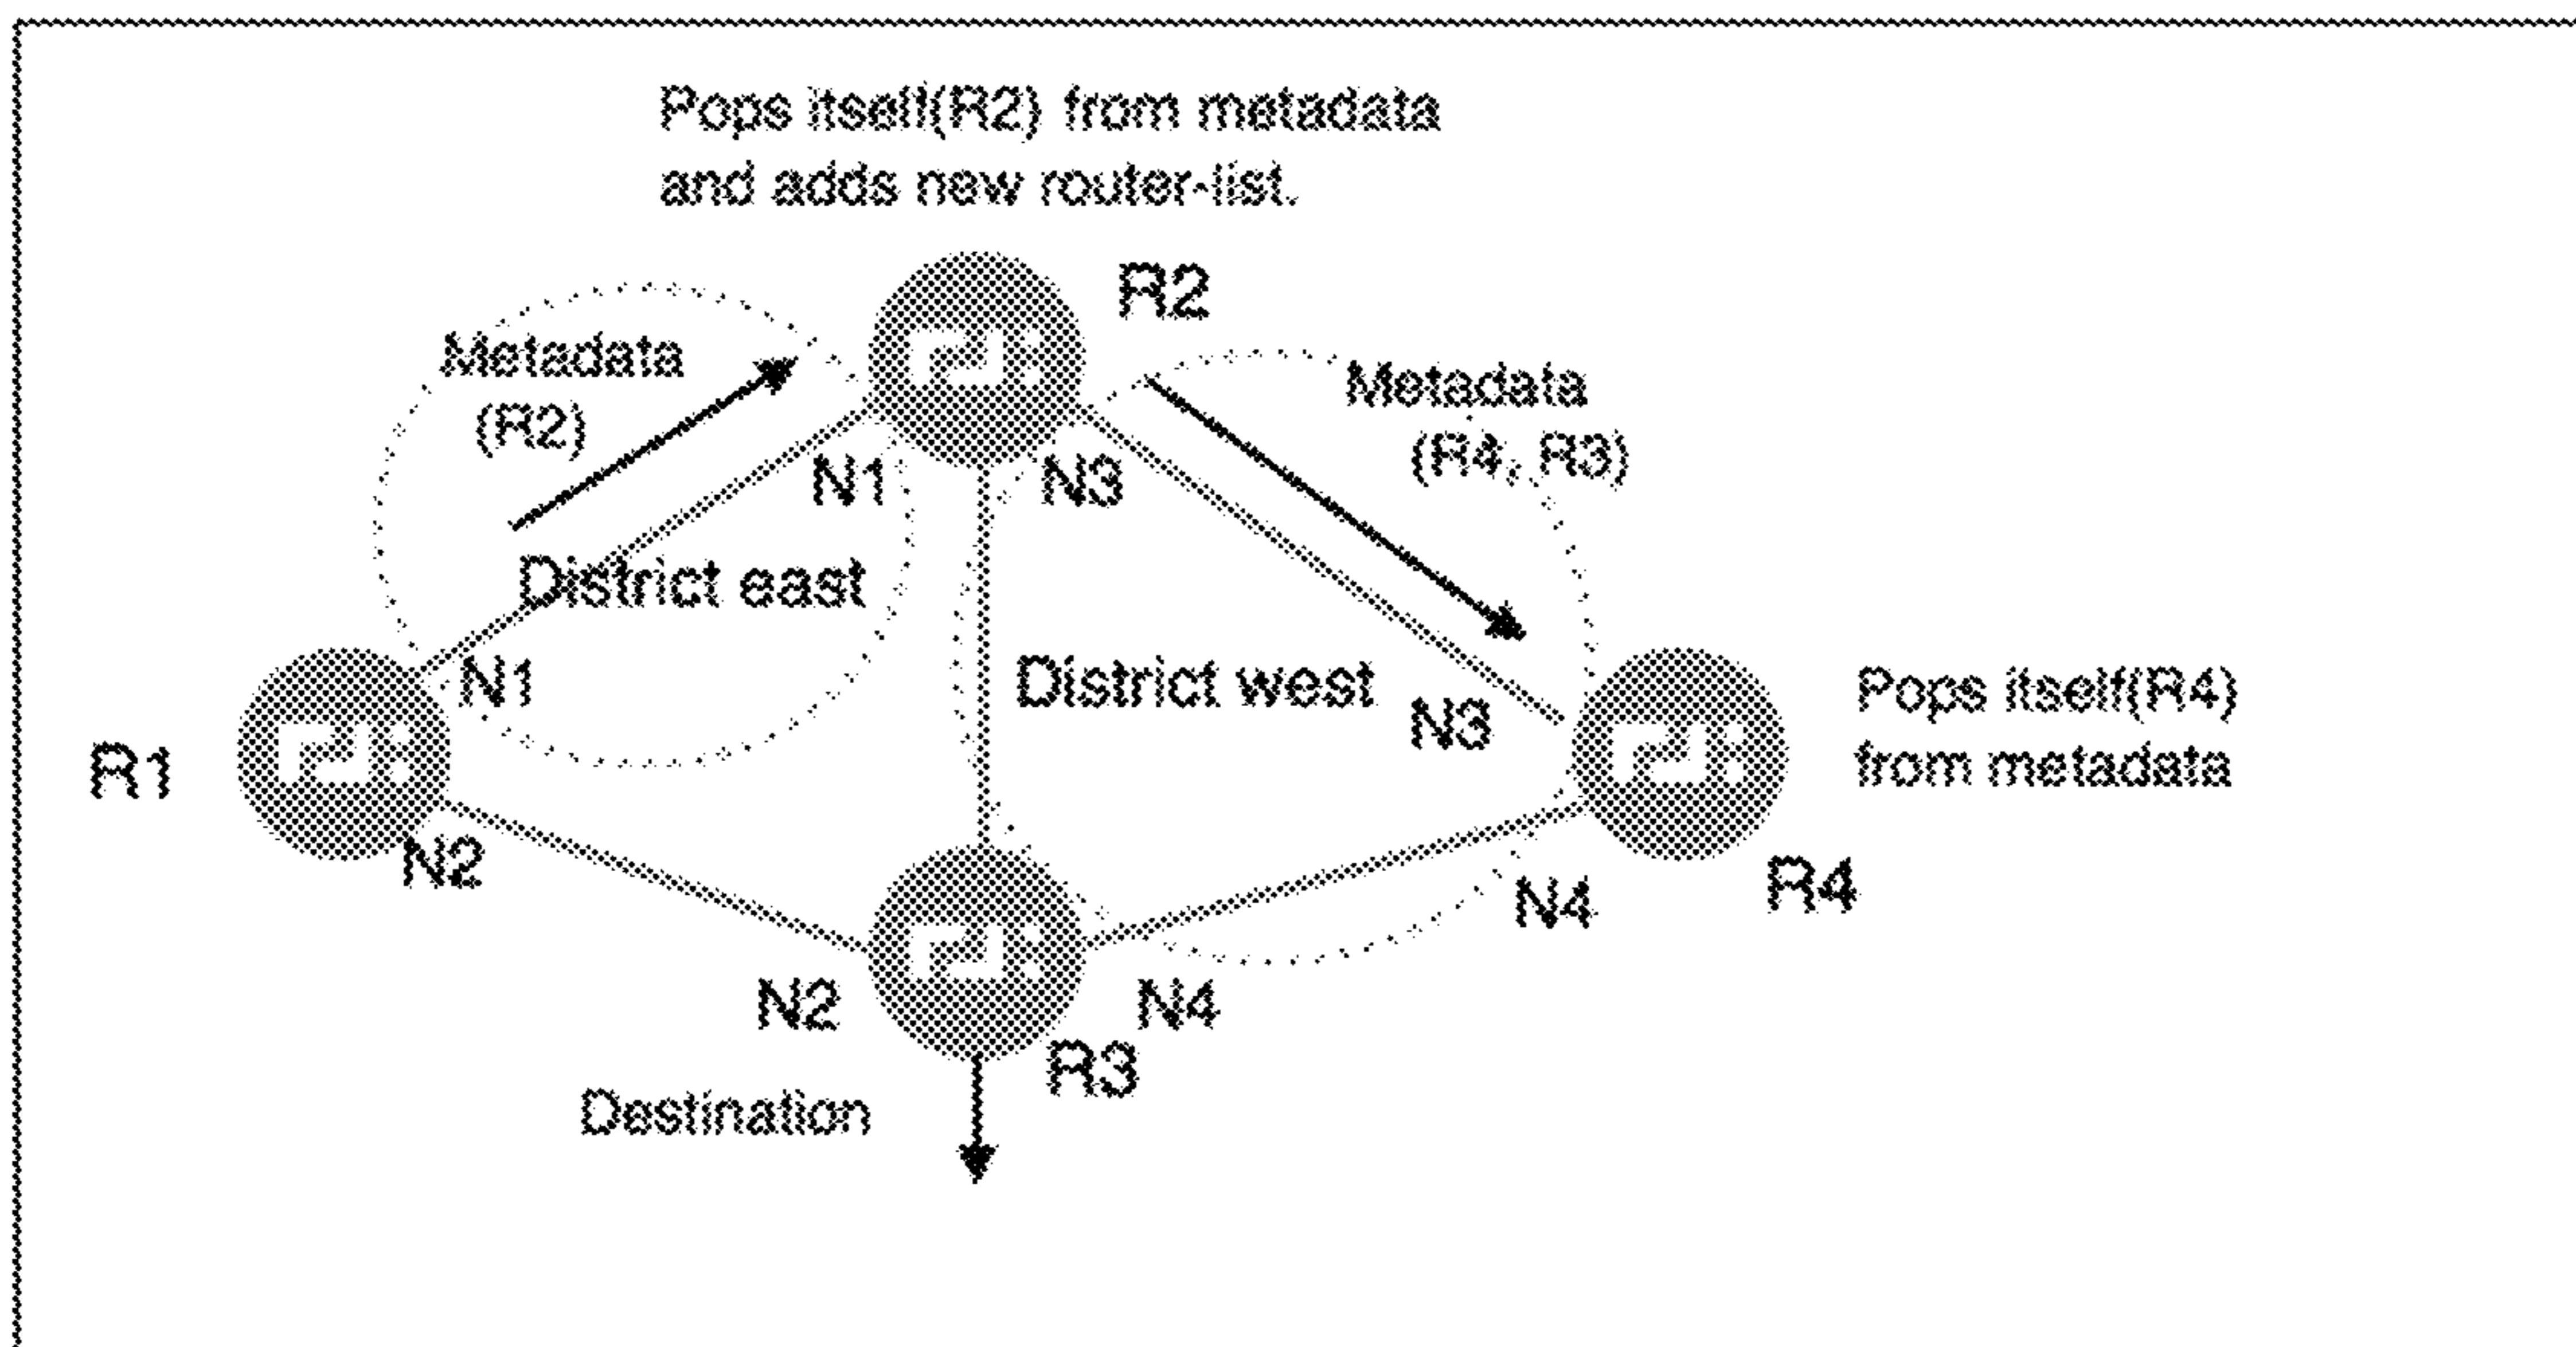 Pops itself(R2) from metadata
and adds new router-list.
R2
Metadata
(R2)
Metadata
(R4, R3)
N1
N3
District east
N1
District west
N3
Pops itself(R4)
from metadata
R1
N2
R4
N4
N2
N4
R3
Destination